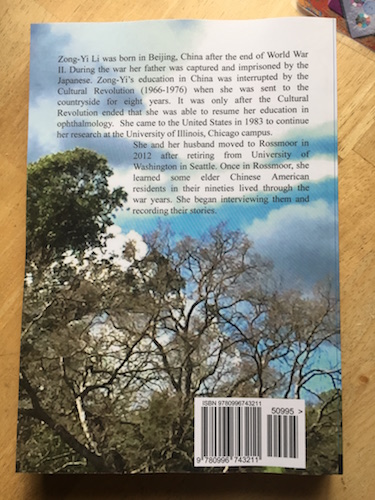 Zong-Yi Li was born in Beijing, China after the end of World War
II. During the war her father was captured and imprisoned by the
Japanese. Zong-Yi's education in China was interrupted by the
Cultural Revolution (1966-1976) when she was sent to the
countryside for eight years. It was only after the Cultural
Revolution ended that she was able to resume her education in
ophthalmology. She came to the United States in 1983 to continue
her research at the University of Illinois, Chicago campus.
She and her husband moved to Rossmoor in
2012 after retiring from University of
Washington in Seattle. Once in Rossmoor, she
learned some elder Chinese American
residents in their nineties lived through the
war years. She began interviewing them and
recording their stories.
ISBN 9780996743211
50995 >
9 780996 743211